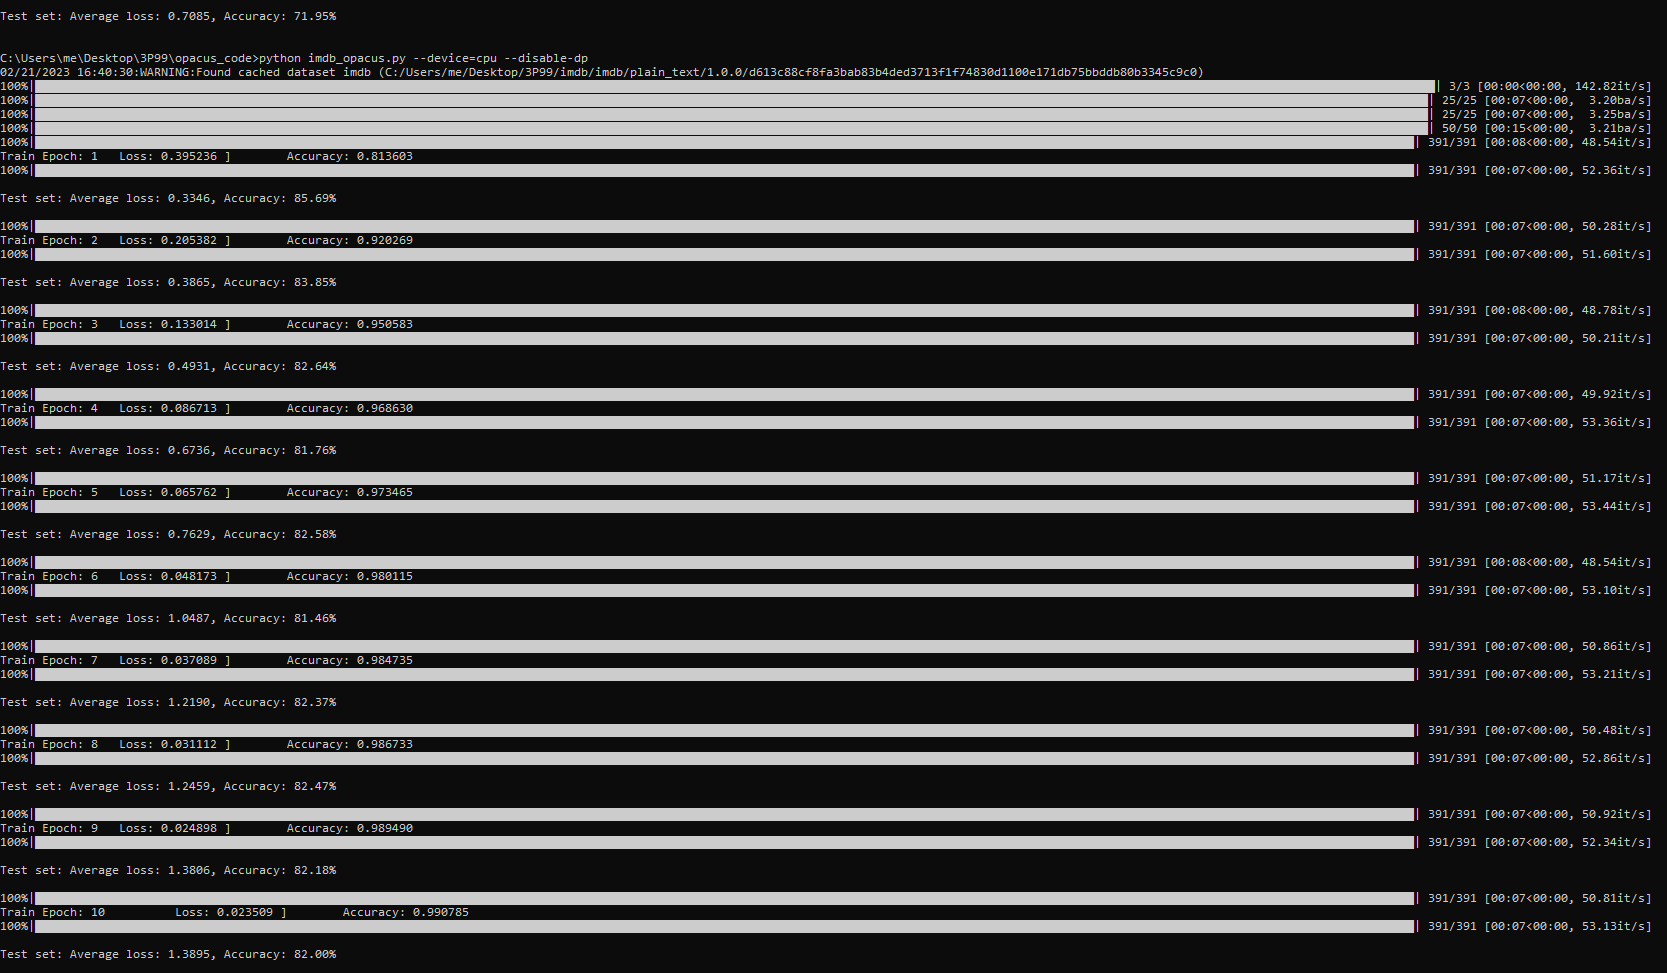 Test set: Average loss: 0.7085, Accuracy: 71.95%
C:\Users\me\Desktop\3P99\opacus_code>python imdb_opacus.py --device=cpu --disable-dp
02/21/2023 16:40:30:WARNING:Found cached dataset imdb (C:/Users/me/Desktop/3P99/imdb/imdb/plain_text/1.0.0/d613c88cf8fa3bab83b4ded3713f1f74830d1100e171db75bbddb80b3345c9c0)
100%| | 3/3 [00:00<00:00, 142.82it/s]
100%| | 25/25 [00:07<00:00, 3.20ba/s]
100%| | 25/25 [00:07<00:00, 3.25ba/s]
100%| | 50/50 [00:15<00:00, 3.21ba/s]
100%| | 391/391 [00:08<00:00, 48.54it/s]
Train Epoch: 1 Loss: 0.395236 ] Accuracy: 0.813603
100%| | 391/391 [00:07<00:00, 52.36it/s]
Test set: Average loss: 0.3346, Accuracy: 85.69%
100%| | 391/391 [00:07<00:00, 50.28it/s]
Train Epoch: 2 Loss: 0.205382 ] Accuracy: 0.920269
100%| | 391/391 [00:07<00:00, 51.60it/s]
Test set: Average loss: 0.3865, Accuracy: 83.85%
100%| | 391/391 [00:08<00:00, 48.78it/s]
Train Epoch: 3 Loss: 0.133014 ] Accuracy: 0.950583
100%| | 391/391 [00:07<00:00, 50.21it/s]
Test set: Average loss: 0.4931, Accuracy: 82.64%
100%| | 391/391 [00:07<00:00, 49.92it/s]
Train Epoch: 4 Loss: 0.086713 ] Accuracy: 0.968630
100%| | 391/391 [00:07<00:00, 53.36it/s]
Test set: Average loss: 0.6736, Accuracy: 81.76%
100%| | 391/391 [00:07<00:00, 51.17it/s]
Train Epoch: 5 Loss: 0.065762 ] Accuracy: 0.973465
100%| | 391/391 [00:07<00:00, 53.44it/s]
Test set: Average loss: 0.7629, Accuracy: 82.58%
100%| | 391/391 [00:08<00:00, 48.54it/s]
Train Epoch: 6 Loss: 0.048173 ] Accuracy: 0.980115
100%| | 391/391 [00:07<00:00, 53.10it/s]
Test set: Average loss: 1.0487, Accuracy: 81.46%
100%| | 391/391 [00:07<00:00, 50.86it/s]
Train Epoch: 7 Loss: 0.037089 ] Accuracy: 0.984735
100%| | 391/391 [00:07<00:00, 53.21it/s]
Test set: Average loss: 1.2190, Accuracy: 82.37%
100%| | 391/391 [00:07<00:00, 50.48it/s]
Train Epoch: 8 Loss: 0.031112 ] Accuracy: 0.986733
100%| | 391/391 [00:07<00:00, 52.86it/s]
Test set: Average loss: 1.2459, Accuracy: 82.47%
100%| | 391/391 [00:07<00:00, 50.92it/s]
Train Epoch: 9 Loss: 0.024898 ] Accuracy: 0.989490
100%| | 391/391 [00:07<00:00, 52.34it/s]
Test set: Average loss: 1.3806, Accuracy: 82.18%
100%| | 391/391 [00:07<00:00, 50.81it/s]
Train Epoch: 10 Loss: 0.023509 ] Accuracy: 0.990785
100%| | 391/391 [00:07<00:00, 53.13it/s]
Test set: Average loss: 1.3895, Accuracy: 82.00%